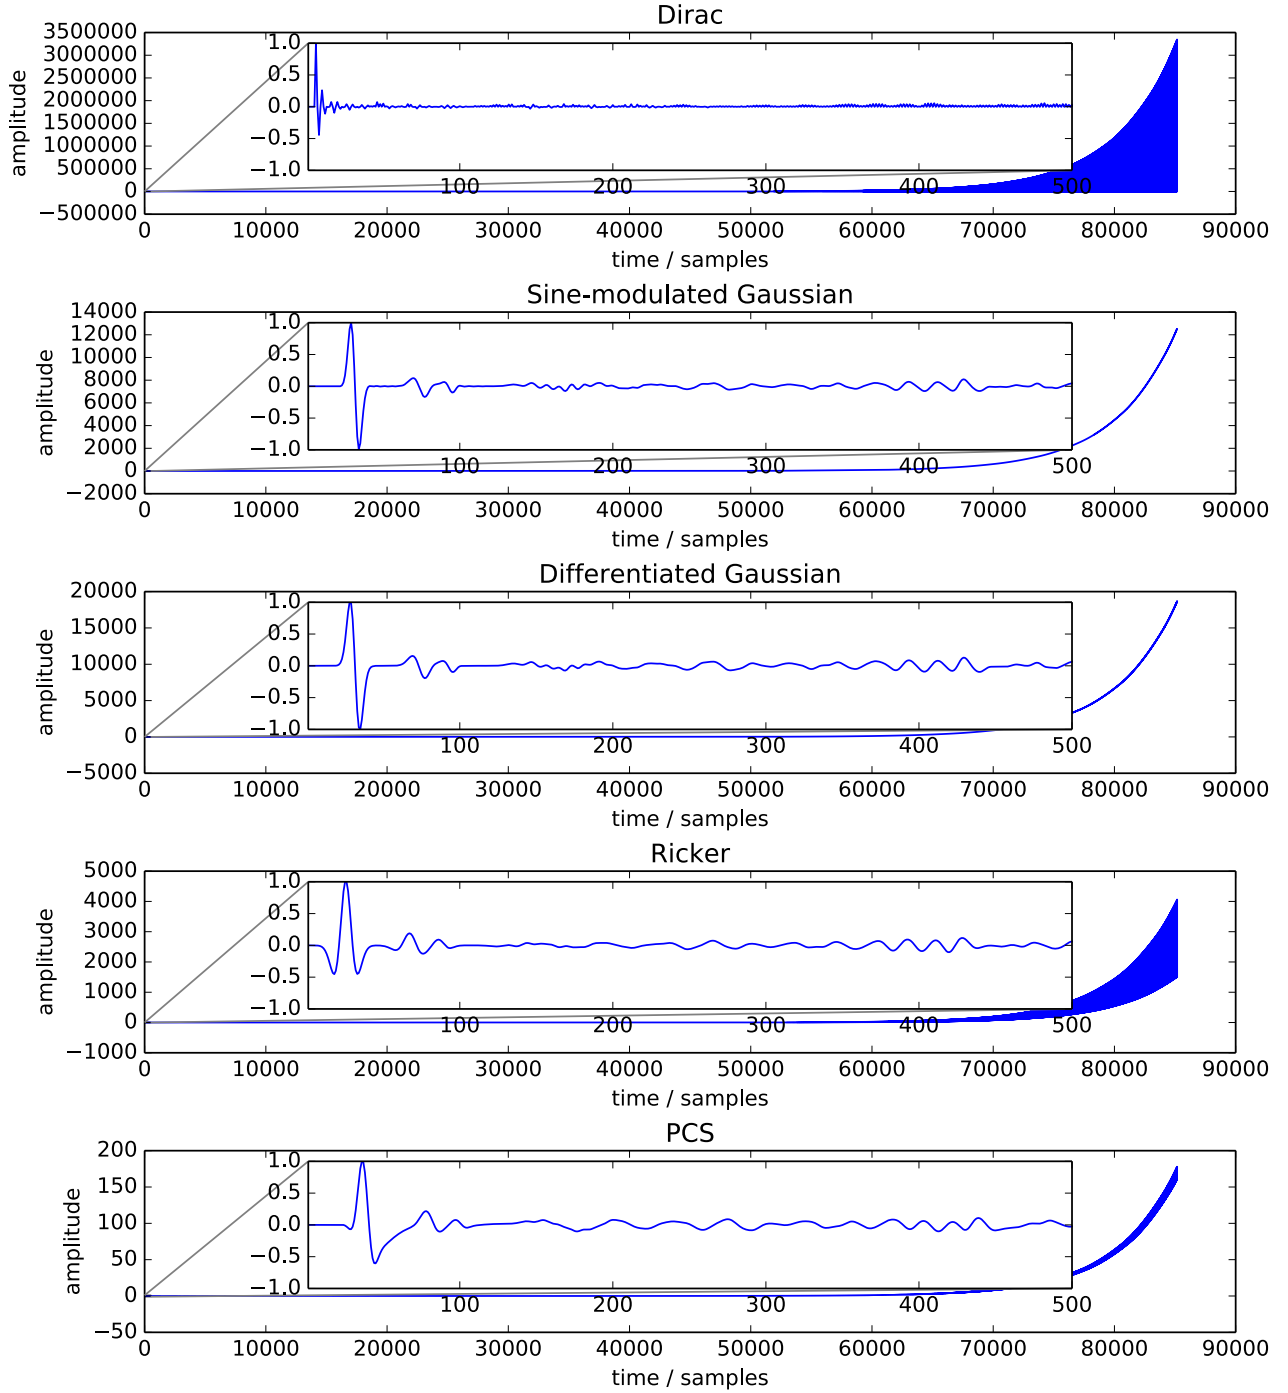 Dirac
3500000
3000000
2500000
2000000
1500000
1000000
500000
0
−500000
amplitude
1.0
0.5
0.0
−0.5
−1.0
100 200 300 400 500
0 10000 20000 30000 40000 50000 60000 70000 80000 90000
time / samples
Sine-modulated Gaussian
14000
12000
10000
8000
6000
4000
2000
0
−2000
amplitude
1.0
0.5
0.0
−0.5
−1.0
100 200 300 400 500
0 10000 20000 30000 40000 50000 60000 70000 80000 90000
time / samples
Differentiated Gaussian
20000
15000
10000
5000
0
−5000
amplitude
1.0
0.5
0.0
−0.5
−1.0
100 200 300 400 500
0 10000 20000 30000 40000 50000 60000 70000 80000 90000
time / samples
Ricker
5000
4000
3000
2000
1000
0
−1000
amplitude
1.0
0.5
0.0
−0.5
−1.0
100 200 300 400 500
0 10000 20000 30000 40000 50000 60000 70000 80000 90000
time / samples
PCS
200
150
100
50
0
−50
amplitude
1.0
0.5
0.0
−0.5
−1.0
100 200 300 400 500
0 10000 20000 30000 40000 50000 60000 70000 80000 90000
time / samples